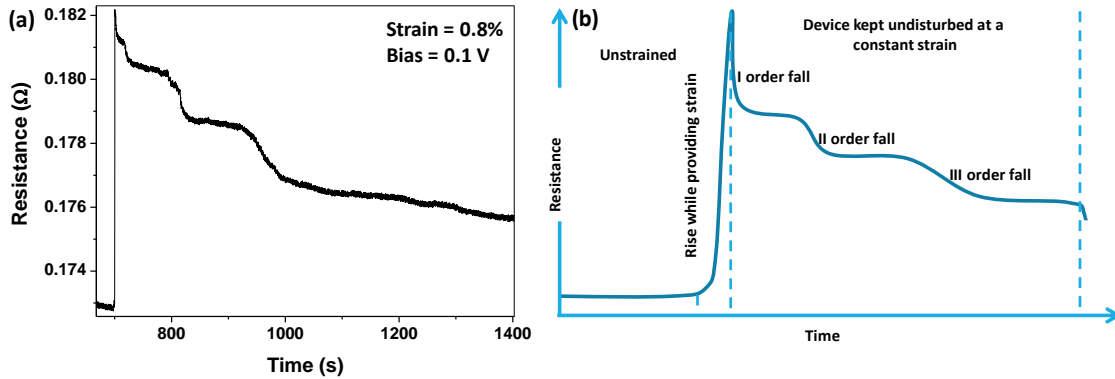 (a)
Strain = 0.8%
Bias = 0.1 V
0.182
0.180
0.178
0.176
0.174
Resistance (Ω)
800
1000
1200
1400
Time (s)
(b)
Unstrained
Device kept undisturbed at a
constant strain
Rise while providing strain
I order fall
II order fall
III order fall
Resistance
Time